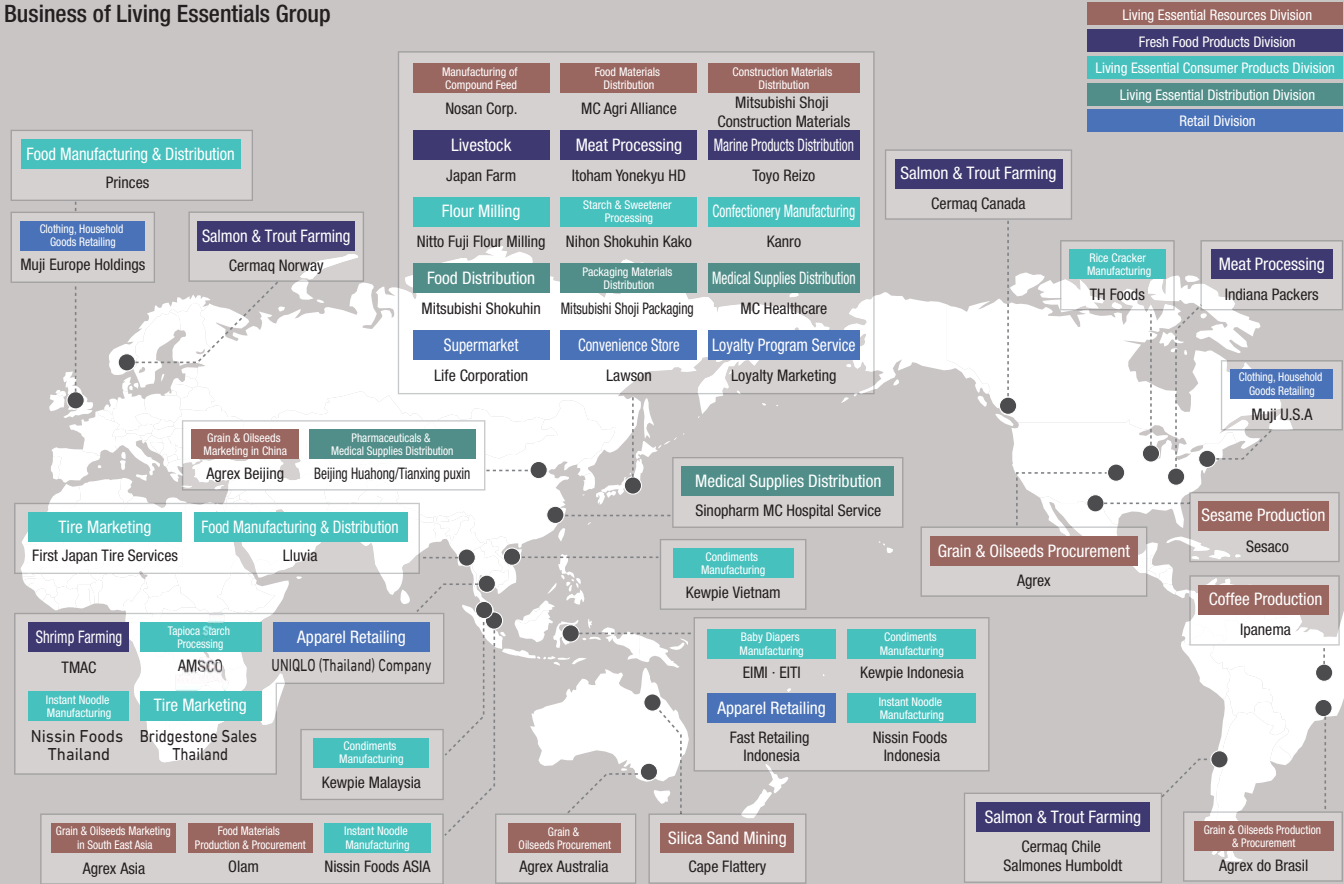 Business of Living Essentials Group
Living Essential Resources Division
Fresh Food Products Division
Living Essential Consumer Products Division
Living Essential Distribution Division
Retail Division
Manufacturing of
Compound Feed
Nosan Corp.
Food Materials
Distribution
MC Agri Alliance
Construction Materials
Distribution
Mitsubishi Shoji
Construction Materials
Livestock
Japan Farm
Meat Processing
Itoham Yonekyu HD
Marine Products Distribution
Toyo Reizo
Flour Milling
Nitto Fuji Flour Milling
Starch & Sweetener
Processing
Nihon Shokuhin Kako
Confectionery Manufacturing
Kanro
Food Distribution
Mitsubishi Shokuhin
Packaging Materials
Distribution
Mitsubishi Shoji Packaging
Medical Supplies Distribution
MC Healthcare
Supermarket
Life Corporation
Convenience Store
Lawson
Loyalty Program Service
Loyalty Marketing
Food Manufacturing & Distribution
Princes
Clothing, Household
Goods Retailing
Muji Europe Holdings
Salmon & Trout Farming
Cermaq Norway
Salmon & Trout Farming
Cermaq Canada
Rice Cracker
Manufacturing
TH Foods
Meat Processing
Indiana Packers
Clothing, Household
Goods Retailing
Muji U.S.A
Grain & Oilseeds
Marketing in China
Agrex Beijing
Pharmaceuticals &
Medical Supplies Distribution
Beijing Huahong/Tianxing puxin
Medical Supplies Distribution
Sinopharm MC Hospital Service
Tire Marketing
First Japan Tire Services
Food Manufacturing & Distribution
Lluvia
Condiments
Manufacturing
Kewpie Vietnam
Grain & Oilseeds Procurement
Agrex
Sesame Production
Sesaco
Coffee Production
Ipanema
Shrimp Farming
TMAC
Tapioca Starch
Processing
AMSCO
Apparel Retailing
UNIQLO (Thailand) Company
Instant Noodle
Manufacturing
Nissin Foods
Thailand
Tire Marketing
Bridgestone Sales
Thailand
Baby Diapers
Manufacturing
EIMI · EITI
Condiments
Manufacturing
Kewpie Indonesia
Apparel Retailing
Fast Retailing
Indonesia
Instant Noodle
Manufacturing
Nissin Foods
Indonesia
Condiments
Manufacturing
Kewpie Malaysia
Grain & Oilseeds Marketing
in South East Asia
Agrex Asia
Food Materials
Production & Procurement
Olam
Instant Noodle
Manufacturing
Nissin Foods ASIA
Grain &
Oilseeds Procurement
Agrex Australia
Silica Sand Mining
Cape Flattery
Salmon & Trout Farming
Cermaq Chile
Salmones Humboldt
Grain & Oilseeds Production
& Procurement
Agrex do Brasil